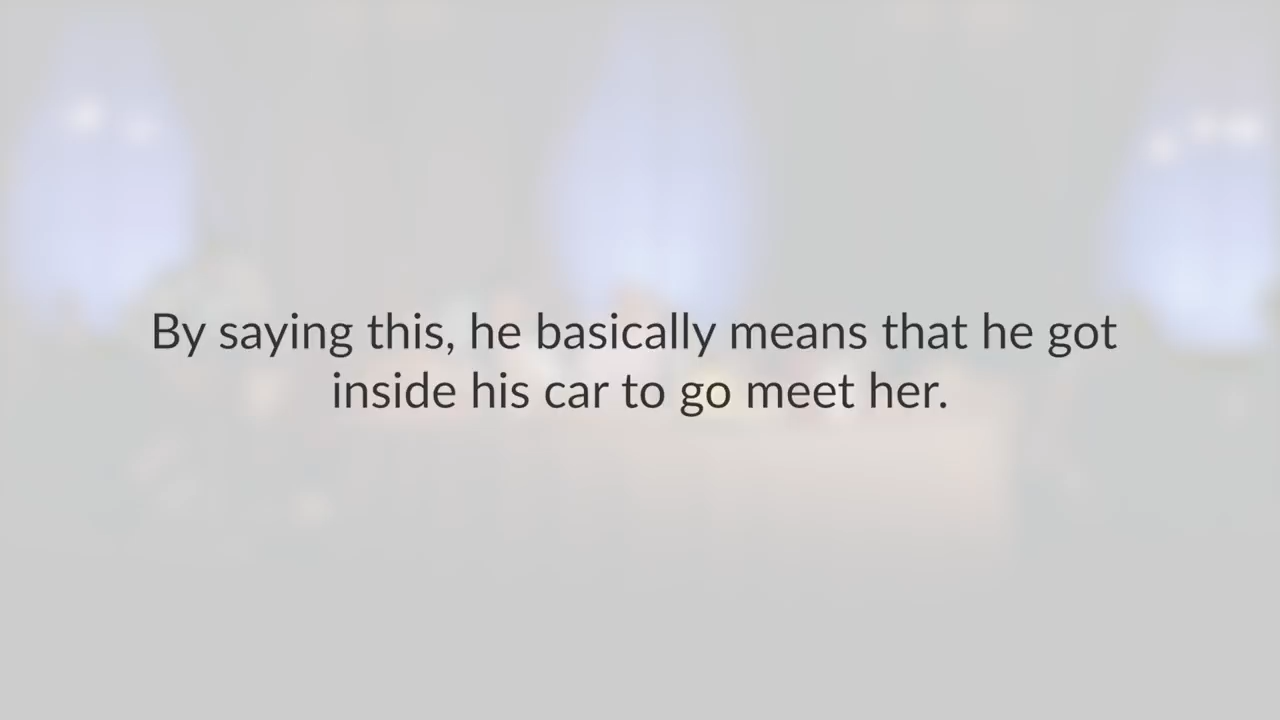 By saying this, he basically means that he got
inside his car to go meet her.